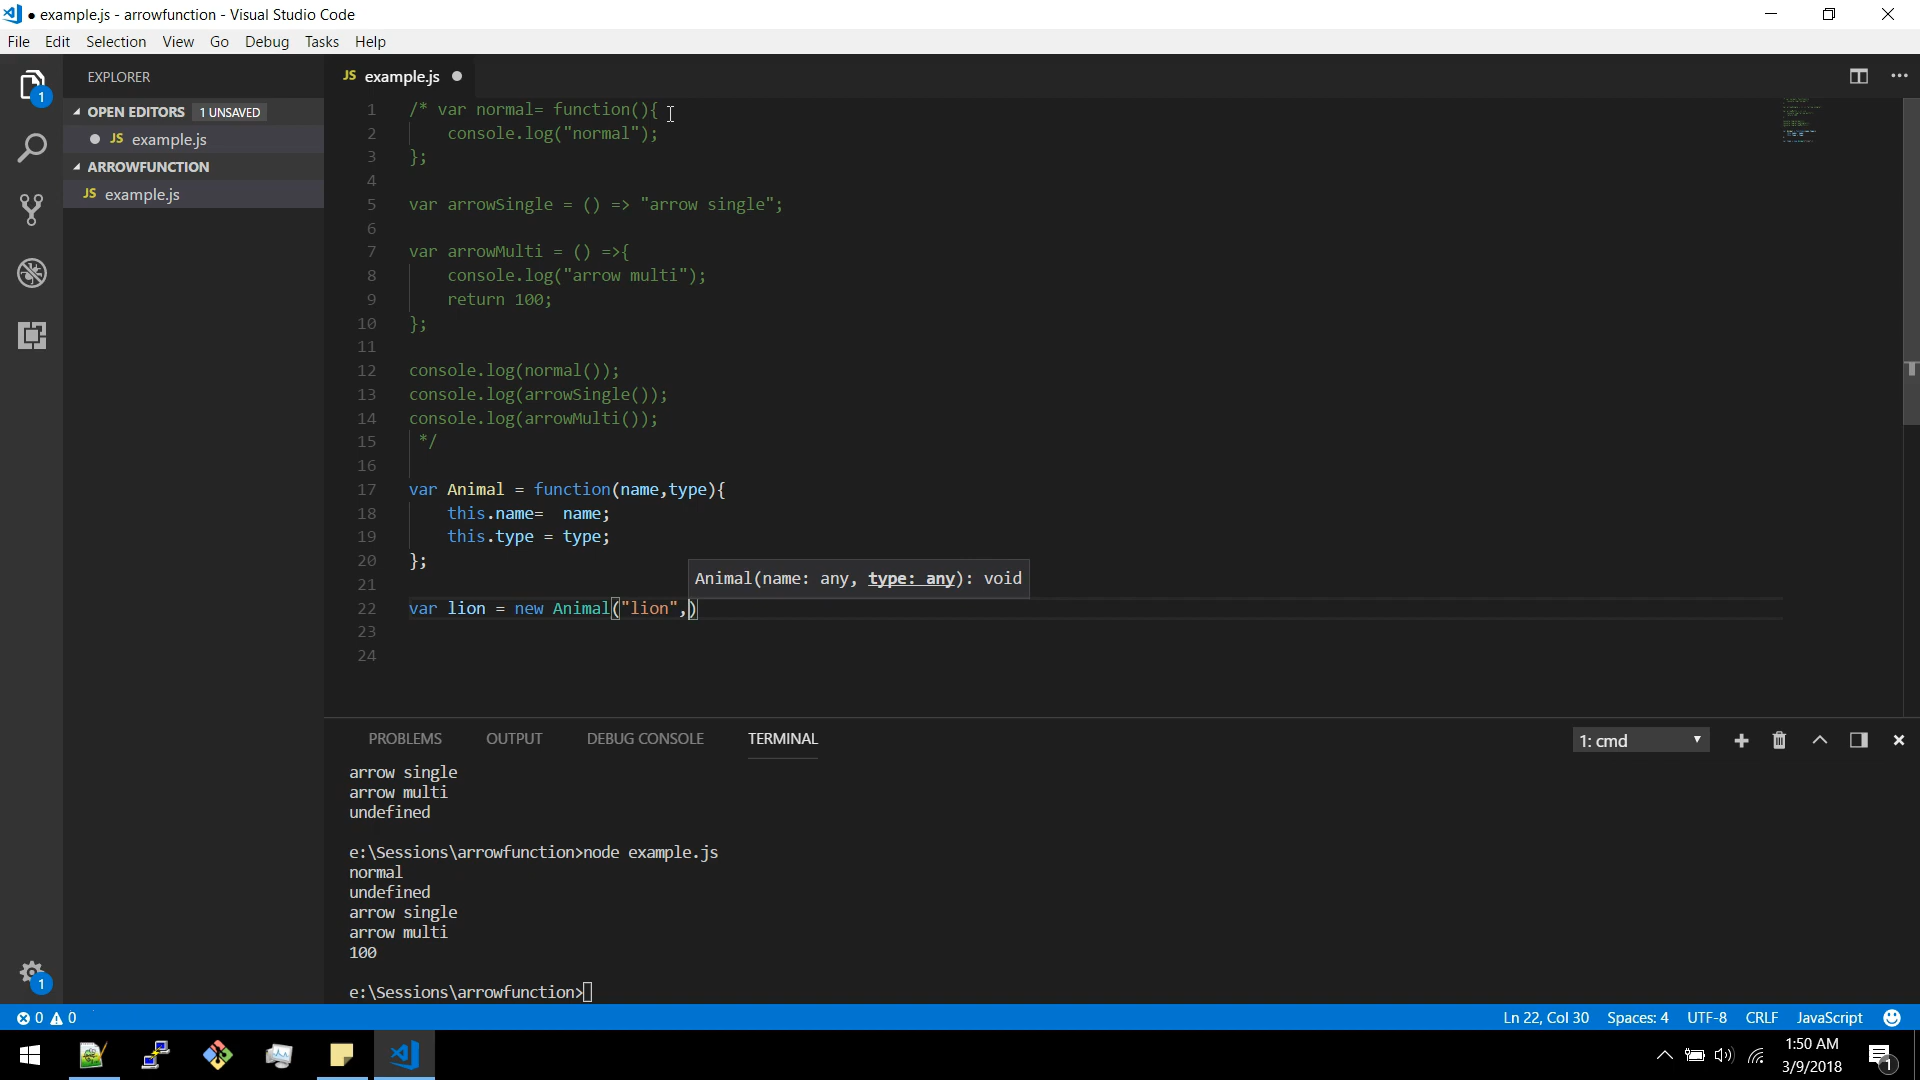 ● example.js - arrowfunction - Visual Studio Code
File Edit Selection View Go Debug Tasks Help
EXPLORER
OPEN EDITORS 1 UNSAVED
● JS example.js
ARROWFUNCTION
JS example.js
1
1
JS example.js ●
1 /* var normal= function(){
2 console.log("normal");
3 };
4
5 var arrowSingle = () => "arrow single";
6
7 var arrowMulti = () =>{
8 console.log("arrow multi");
9 return 100;
10 };
11
12 console.log(normal());
13 console.log(arrowSingle());
14 console.log(arrowMulti());
15 */
16
17 var Animal = function(name,type){
18 this.name=  name;
19 this.type = type;
20 };
21
Animal(name: any, type: any): void
22 var lion = new Animal("lion",)
23
24
PROBLEMS OUTPUT DEBUG CONSOLE TERMINAL
1: cmd
arrow single
arrow multi
undefined
e:\Sessions\arrowfunction>node example.js
normal
undefined
arrow single
arrow multi
100
e:\Sessions\arrowfunction>
0 0
Ln 22, Col 30 Spaces: 4 UTF-8 CRLF JavaScript
1:50 AM
3/9/2018
1